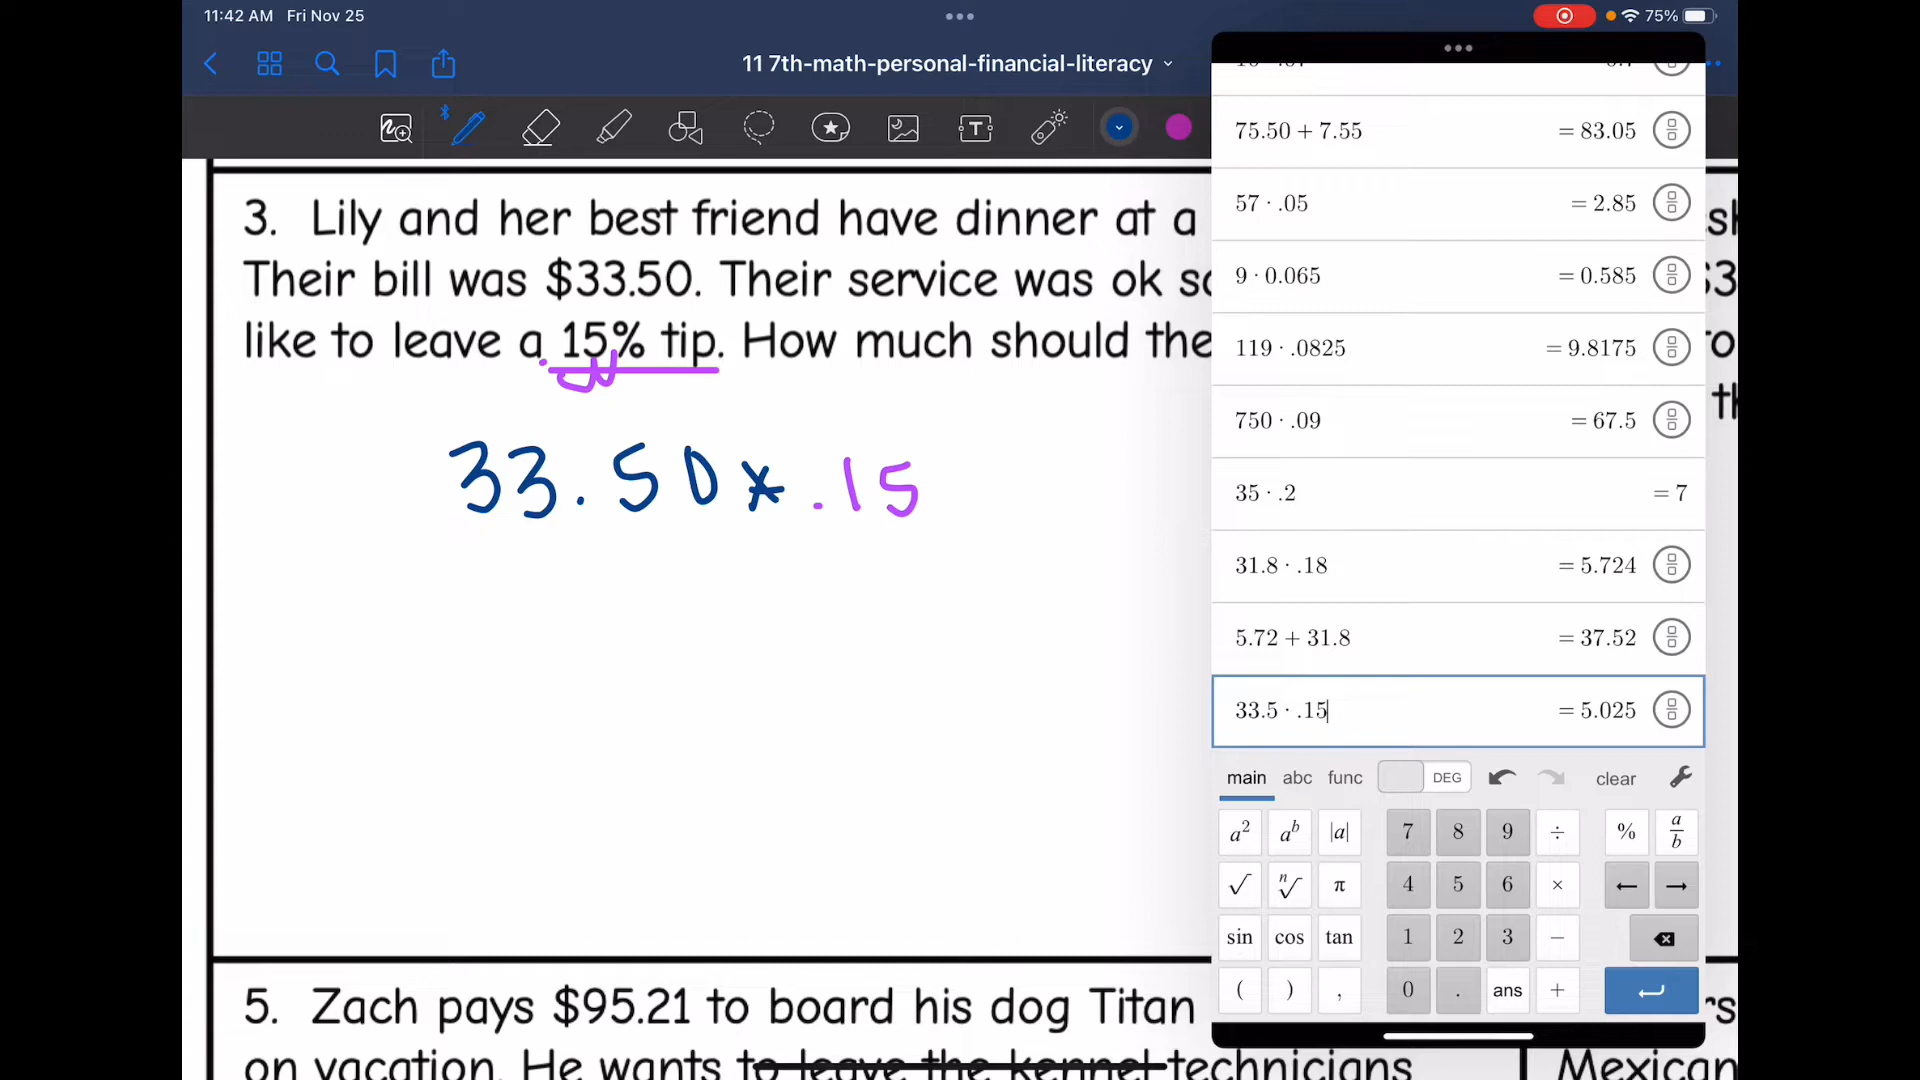 11:42 AM Fri Nov 25
75%
11 7th-math-personal-financial-literacy
3. Lily and her best friend have dinner at a
Their bill was $33.50. Their service was ok
like to leave a 15% tip. How much should
33.50 * .15
5. Zach pays $95.21 to board his dog Titan
on vacation. He wants to leave the kennel technicians
Mexican
75.50 + 7.55 = 83.05
57 · .05 = 2.85
9 · 0.065 = 0.585
119 · .0825 = 9.8175
750 · .09 = 67.5
35 · .2 = 7
31.8 · .18 = 5.724
5.72 + 31.8 = 37.52
33.5 · .15 = 5.025
main abc func DEG clear
a² aᵇ |a| 7 8 9 ÷ % a/b
√ ⁿ√ π 4 5 6 × ← →
sin cos tan 1 2 3 −
( ) , 0 . ans +